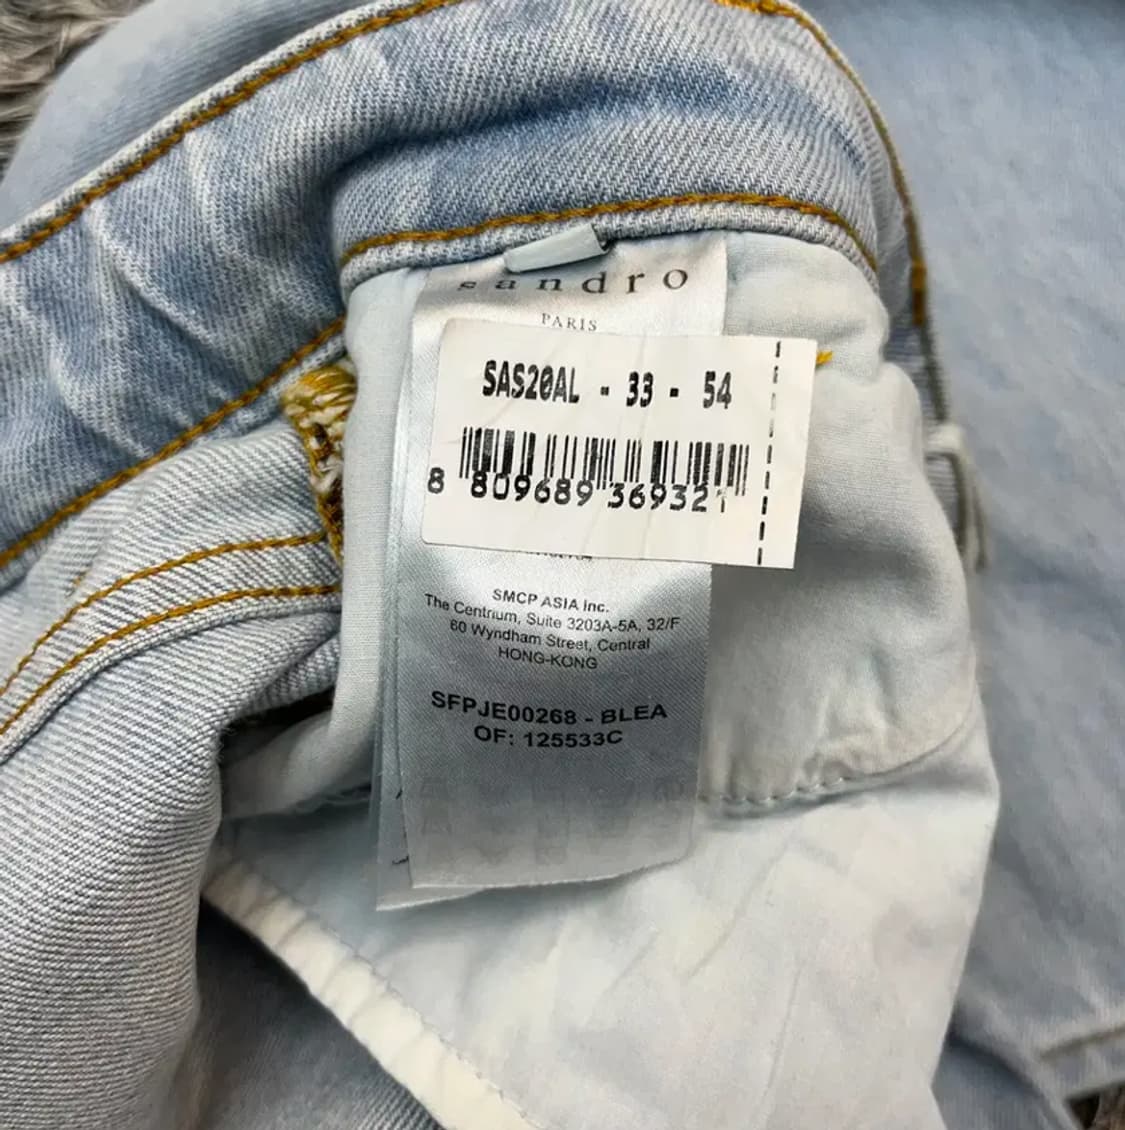 sandro
PARIS
SAS20AL - 33 - 54
8 809689 369321
SMCP ASIA Inc.
The Centrium, Suite 3203A-5A, 32/F
60 Wyndham Street, Central
HONG-KONG
SFPJE00268 - BLEA
OF: 125533C